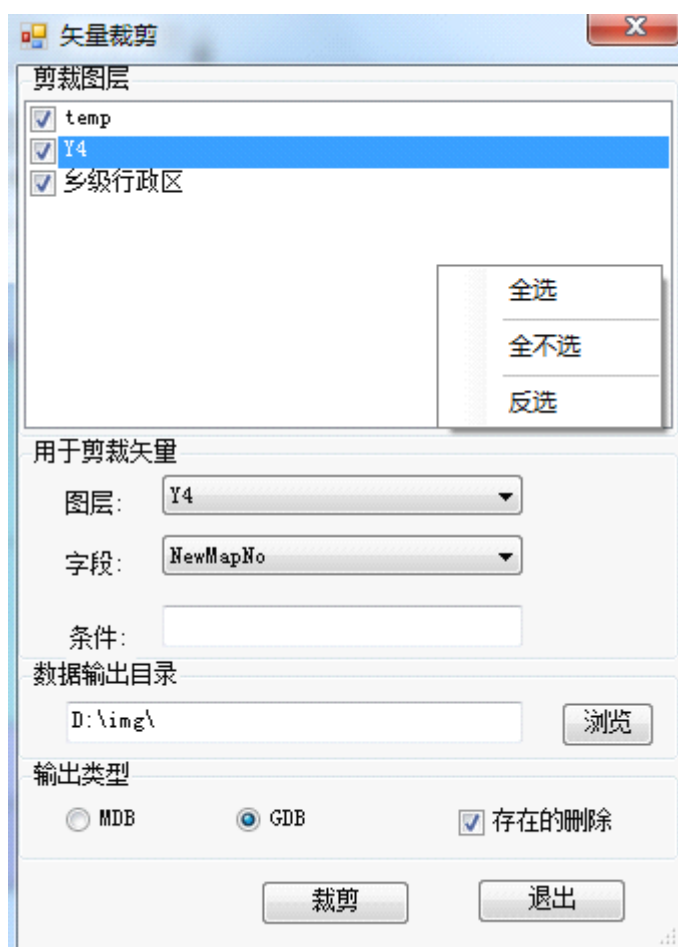 矢量裁剪
剪裁图层
temp
Y4
乡级行政区
全选
全不选
反选
用于剪裁矢量
图层: Y4
字段: NewMapNo
条件:
数据输出目录
D:\img\ 浏览
输出类型
MDB GDB 存在的删除
裁剪 退出